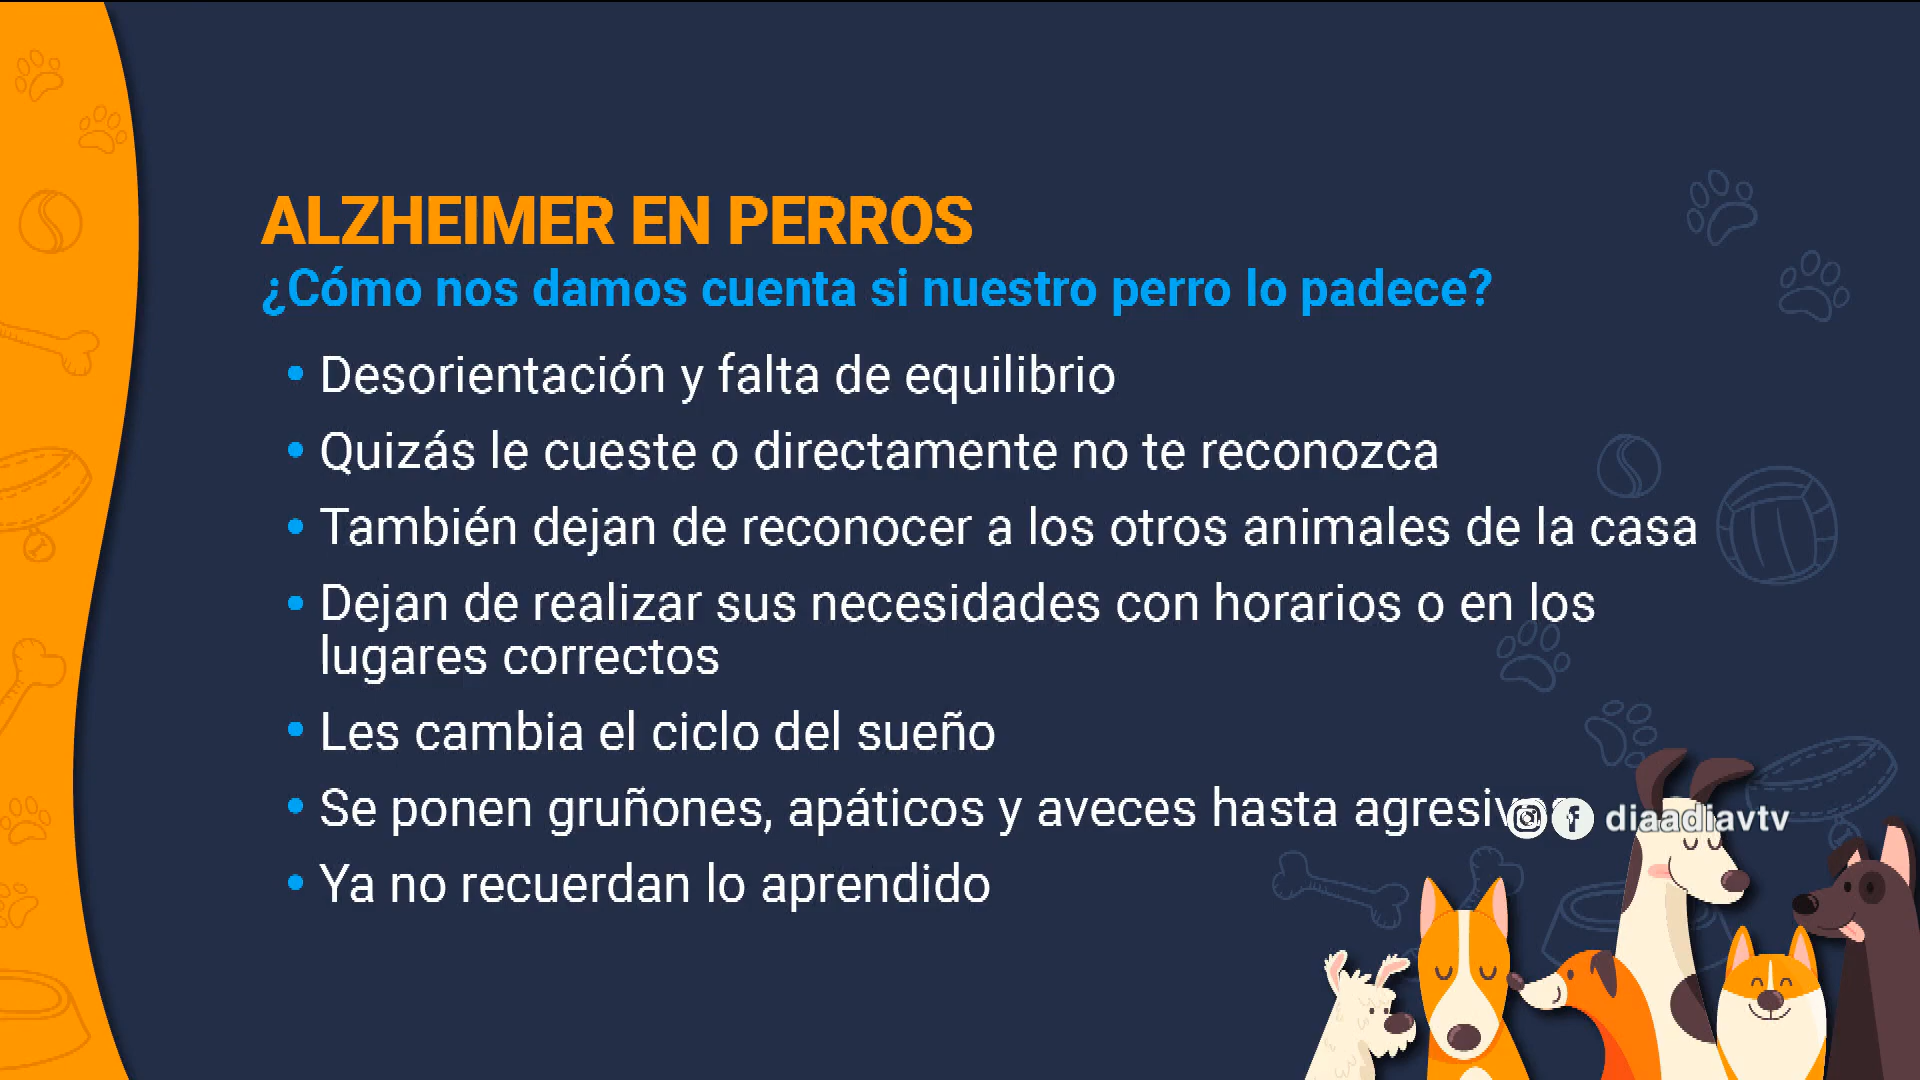 ALZHEIMER EN PERROS
¿Cómo nos damos cuenta si nuestro perro lo padece?
• Desorientación y falta de equilibrio
• Quizás le cueste o directamente no te reconozca
• También dejan de reconocer a los otros animales de la casa
• Dejan de realizar sus necesidades con horarios o en los
lugares correctos
• Les cambia el ciclo del sueño
• Se ponen gruñones, apáticos y aveces hasta
diaadiavtv
• Ya no recuerdan lo aprendido